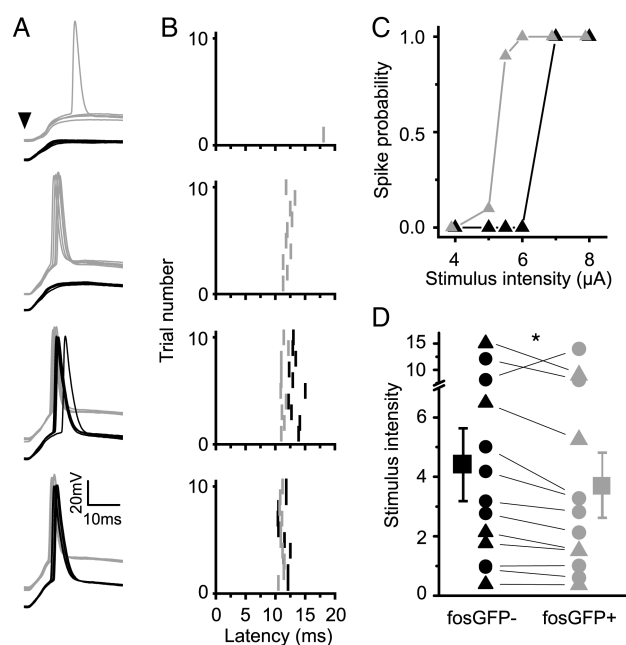 A
20mV
10ms
B
10
0
10
0
Trial number
10
0
10
0
0 5 10 15 20
Latency (ms)
C
1.0
0.5
0.0
Spike probability
4 6 8
Stimulus intensity (µA)
D
*
15
10
6
4
2
0
Stimulus intensity
fosGFP- fosGFP+